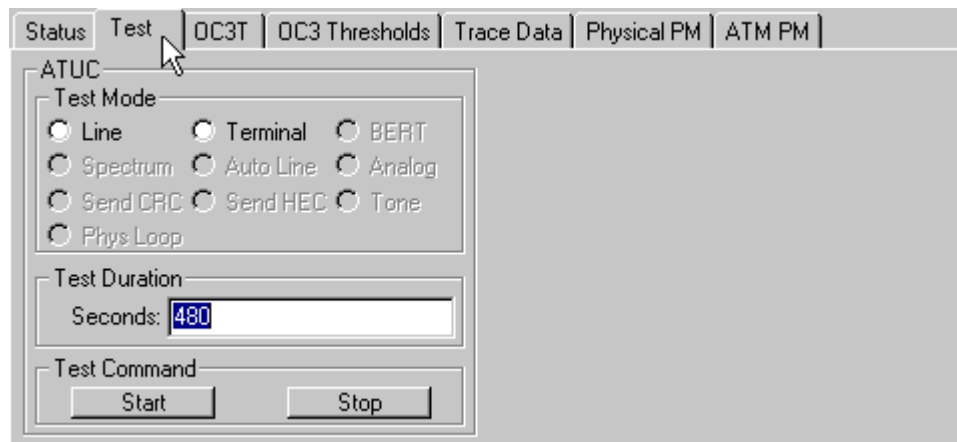 Status Test OC3T OC3 Thresholds Trace Data Physical PM ATM PM
ATUC
Test Mode
Line Terminal BERT
Spectrum Auto Line Analog
Send CRC Send HEC Tone
Phys Loop
Test Duration
Seconds: 480
Test Command
Start Stop